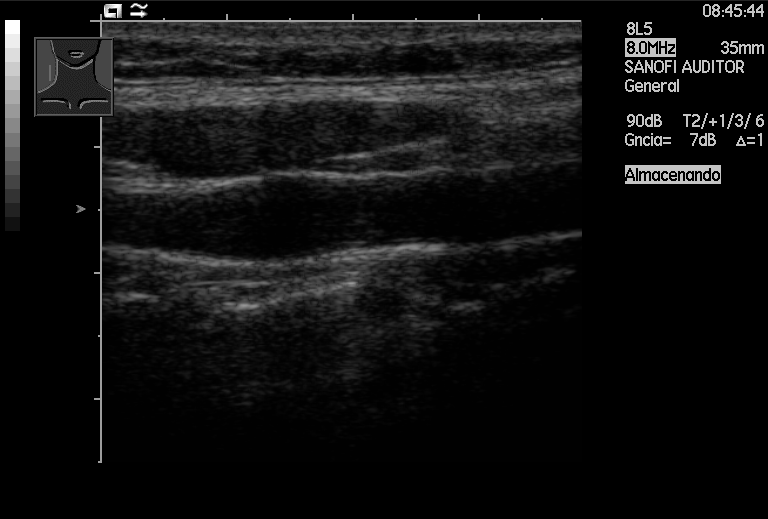 08:45:44
8L5
8.0MHz 35mm
SANOFI AUDITOR
General
90dB T2/+1/3/ 6
Gncia= 7dB Δ=1
Almacenando